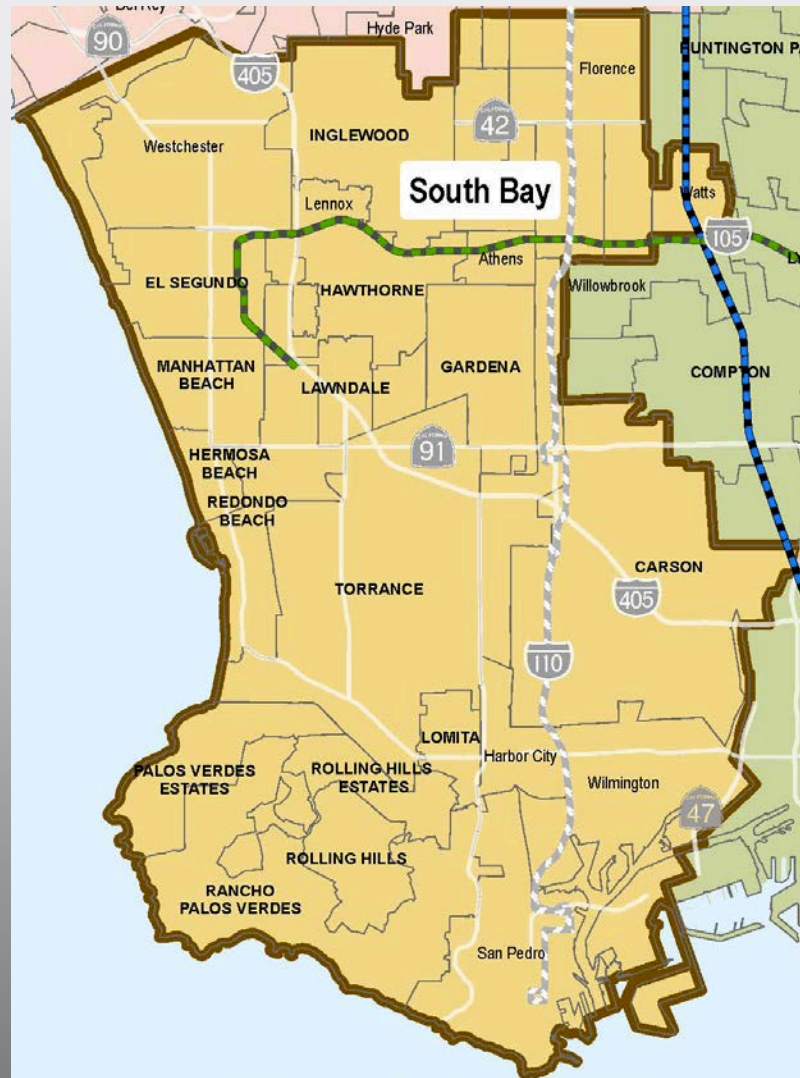 Hyde Park
90
405
CALIFORNIA
42
Florence
Westchester
INGLEWOOD
South Bay
Watts
Lennox
105
Athens
EL SEGUNDO
HAWTHORNE
Willowbrook
MANHATTAN
BEACH
LAWNDALE
GARDENA
COMPTON
HERMOSA
BEACH
CALIFORNIA
91
REDONDO
BEACH
TORRANCE
CARSON
405
110
LOMITA
Harbor City
PALOS VERDES
ESTATES
ROLLING HILLS
ESTATES
Wilmington
47
ROLLING HILLS
RANCHO
PALOS VERDES
San Pedro